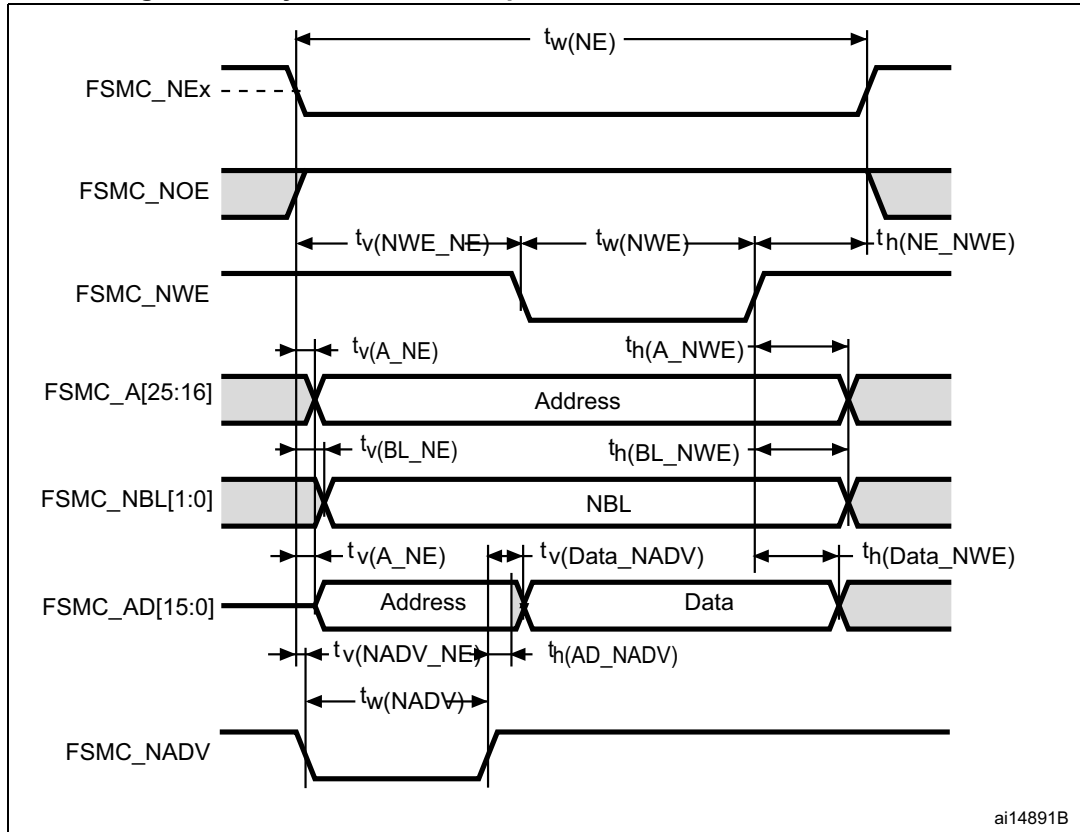 tw(NE)
FSMC_NEx
FSMC_NOE
tv(NWE_NE) tw(NWE) th(NE_NWE)
FSMC_NWE
tv(A_NE) th(A_NWE)
FSMC_A[25:16] Address
tv(BL_NE) th(BL_NWE)
FSMC_NBL[1:0] NBL
tv(A_NE) tv(Data_NADV) th(Data_NWE)
FSMC_AD[15:0] Address Data
tv(NADV_NE) th(AD_NADV)
tw(NADV)
FSMC_NADV
ai14891B